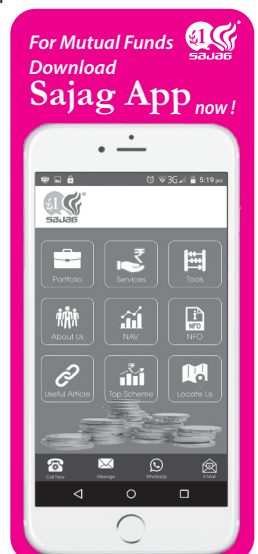 For Mutual Funds
SAJAG
Download
Sajag App now !
3G 5:19 pm
SAJAG
Portfolio Services Tools
About Us NAV NFO
NFO
Useful Article Top Scheme Locate Us
Call Now Message Whatsapp E-Mail